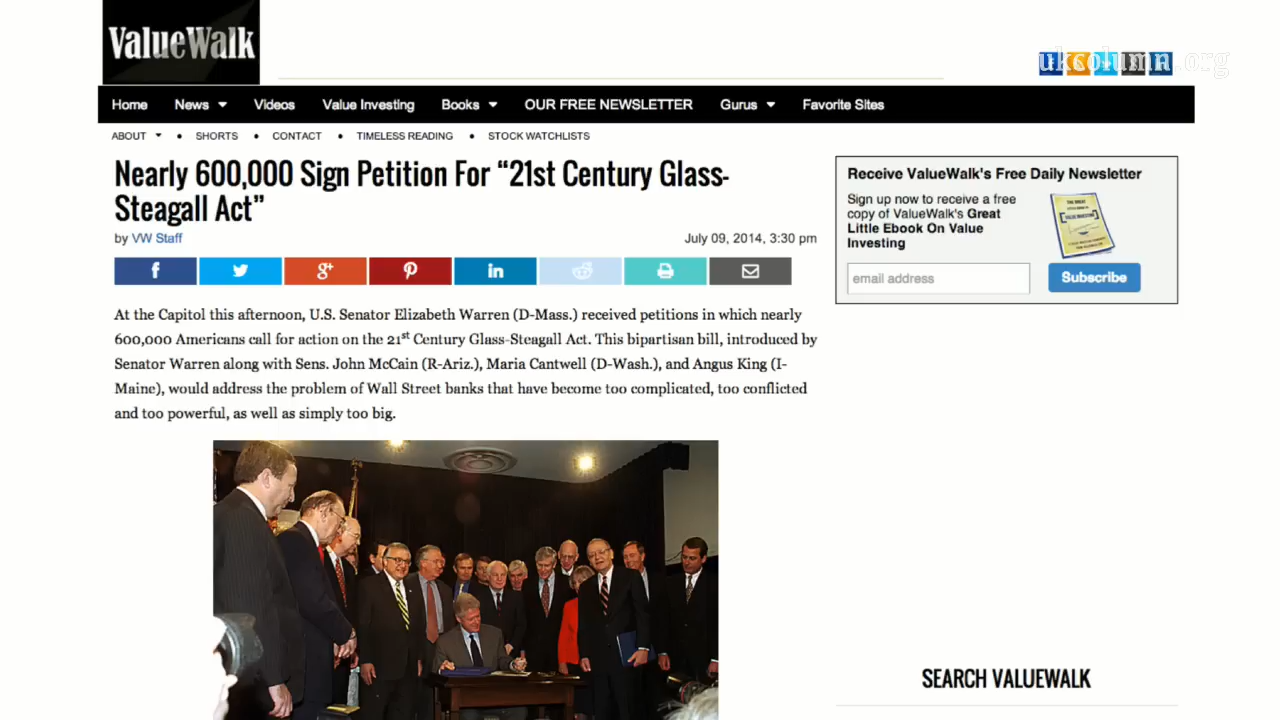 ValueWalk
ukcolumn.org
Home News Videos Value Investing Books OUR FREE NEWSLETTER Gurus Favorite Sites
ABOUT • SHORTS • CONTACT • TIMELESS READING • STOCK WATCHLISTS
Nearly 600,000 Sign Petition For “21st Century Glass-
Steagall Act”
by VW Staff
July 09, 2014, 3:30 pm
At the Capitol this afternoon, U.S. Senator Elizabeth Warren (D-Mass.) received petitions in which nearly
600,000 Americans call for action on the 21st Century Glass-Steagall Act. This bipartisan bill, introduced by
Senator Warren along with Sens. John McCain (R-Ariz.), Maria Cantwell (D-Wash.), and Angus King (I-
Maine), would address the problem of Wall Street banks that have become too complicated, too conflicted
and too powerful, as well as simply too big.
Receive ValueWalk's Free Daily Newsletter
Sign up now to receive a free
copy of ValueWalk's Great
Little Ebook On Value
Investing
email address
Subscribe
SEARCH VALUEWALK